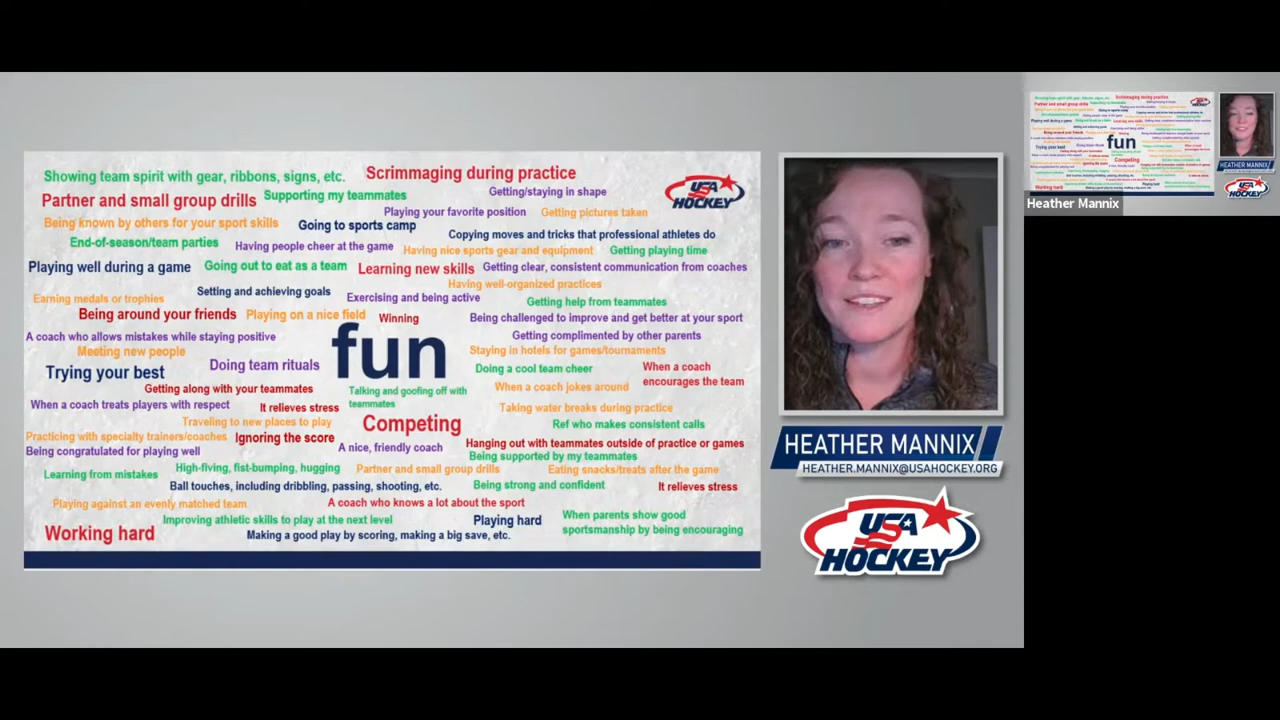 Showing team spirit with gear, ribbons, signs, etc.
Scrimmaging during practice
Partner and small group drills
Supporting my teammates
Getting/staying in shape
USA
HOCKEY
Being known by others for your sport skills
Going to sports camp
Playing your favorite position
Getting pictures taken
End-of-season/team parties
Having people cheer at the game
Copying moves and tricks that professional athletes do
Having nice sports gear and equipment
Getting playing time
Playing well during a game
Going out to eat as a team
Learning new skills
Getting clear, consistent communication from coaches
Having well-organized practices
Earning medals or trophies
Setting and achieving goals
Exercising and being active
Getting help from teammates
Being around your friends
Playing on a nice field
Winning
Being challenged to improve and get better at your sport
A coach who allows mistakes while staying positive
Getting complimented by other parents
Meeting new people
Doing team rituals
fun
Staying in hotels for games/tournaments
Trying your best
Doing a cool team cheer
When a coach
encourages the team
Getting along with your teammates
Talking and goofing off with
teammates
When a coach jokes around
When a coach treats players with respect
It relieves stress
Taking water breaks during practice
Traveling to new places to play
Competing
Ref who makes consistent calls
Practicing with specialty trainers/coaches
Ignoring the score
A nice, friendly coach
Hanging out with teammates outside of practice or games
Being congratulated for playing well
Being supported by my teammates
Learning from mistakes
High-fiving, fist-bumping, hugging
Partner and small group drills
Eating snacks/treats after the game
Ball touches, including dribbling, passing, shooting, etc.
Being strong and confident
It relieves stress
Playing against an evenly matched team
A coach who knows a lot about the sport
Improving athletic skills to play at the next level
Playing hard
When parents show good
sportsmanship by being encouraging
Working hard
Making a good play by scoring, making a big save, etc.
HEATHER MANNIX
HEATHER.MANNIX@USAHOCKEY.ORG
USA
HOCKEY
fun
Competing
HEATHER MANNIX
USA
HOCKEY
Heather Mannix